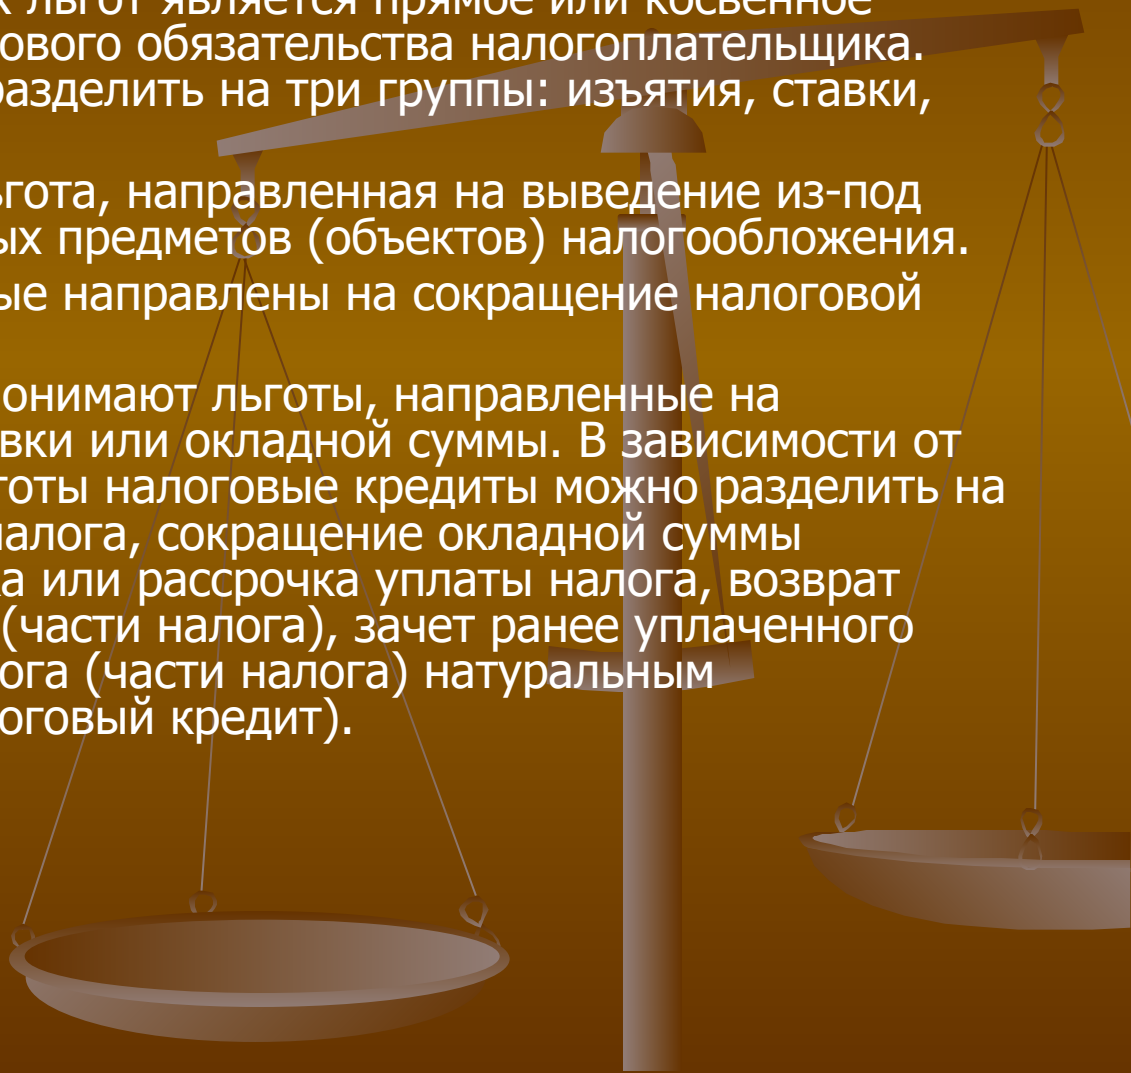 к льгот является прямое или косвенное
ового обязательства налогоплательщика.
разделить на три группы: изъятия, ставки,
ьгота, направленная на выведение из-под
ых предметов (объектов) налогообложения.
ые направлены на сокращение налоговой
онимают льготы, направленные на
вки или окладной суммы. В зависимости от
готы налоговые кредиты можно разделить на
налога, сокращение окладной суммы
ка или рассрочка уплаты налога, возврат
(части налога), зачет ранее уплаченного
ога (части налога) натуральным
оговый кредит).